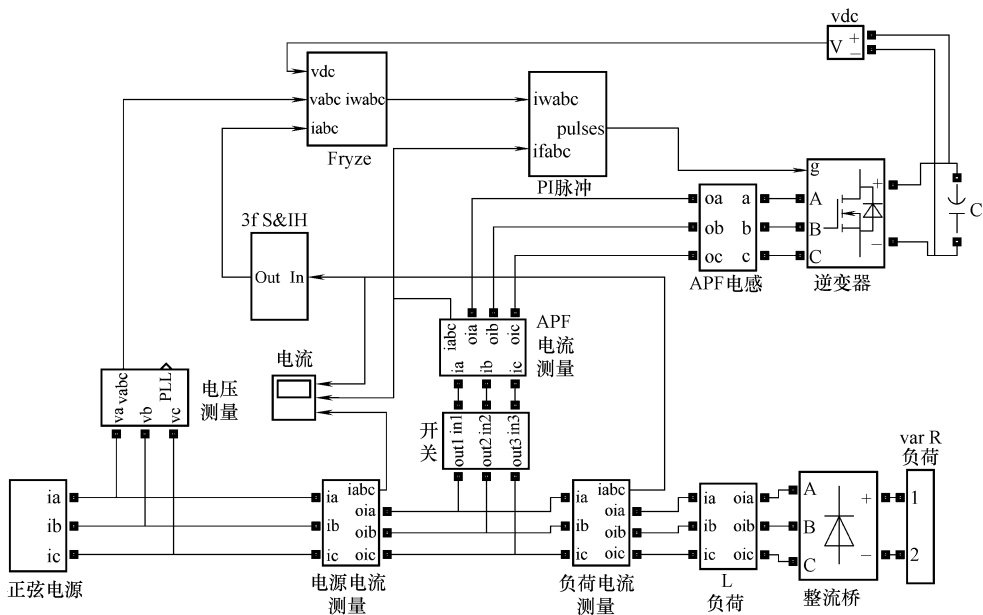 vdc
V + −
vdc
vabc iwabc
iabc
Fryze
iwabc
pulses
ifabc
PI脉冲
g
A
B
C
+
−
逆变器
C
oa a
ob b
oc c
APF电感
3f S&IH
Out In
iabc oia oib oic
ia ib ic
APF
电流
测量
电流
vabc PLL
va vb vc
电压
测量
开
关
in1 in2 in3
out1 out2 out3
var R
负荷
1
2
ia
ib
ic
正弦电源
ia iabc
oia
ib oib
ic oic
电源电流
测量
ia iabc
oia
ib oib
ic oic
负荷电流
测量
ia oia
ib oib
ic oic
L
负荷
A
B
C
+
−
整流桥